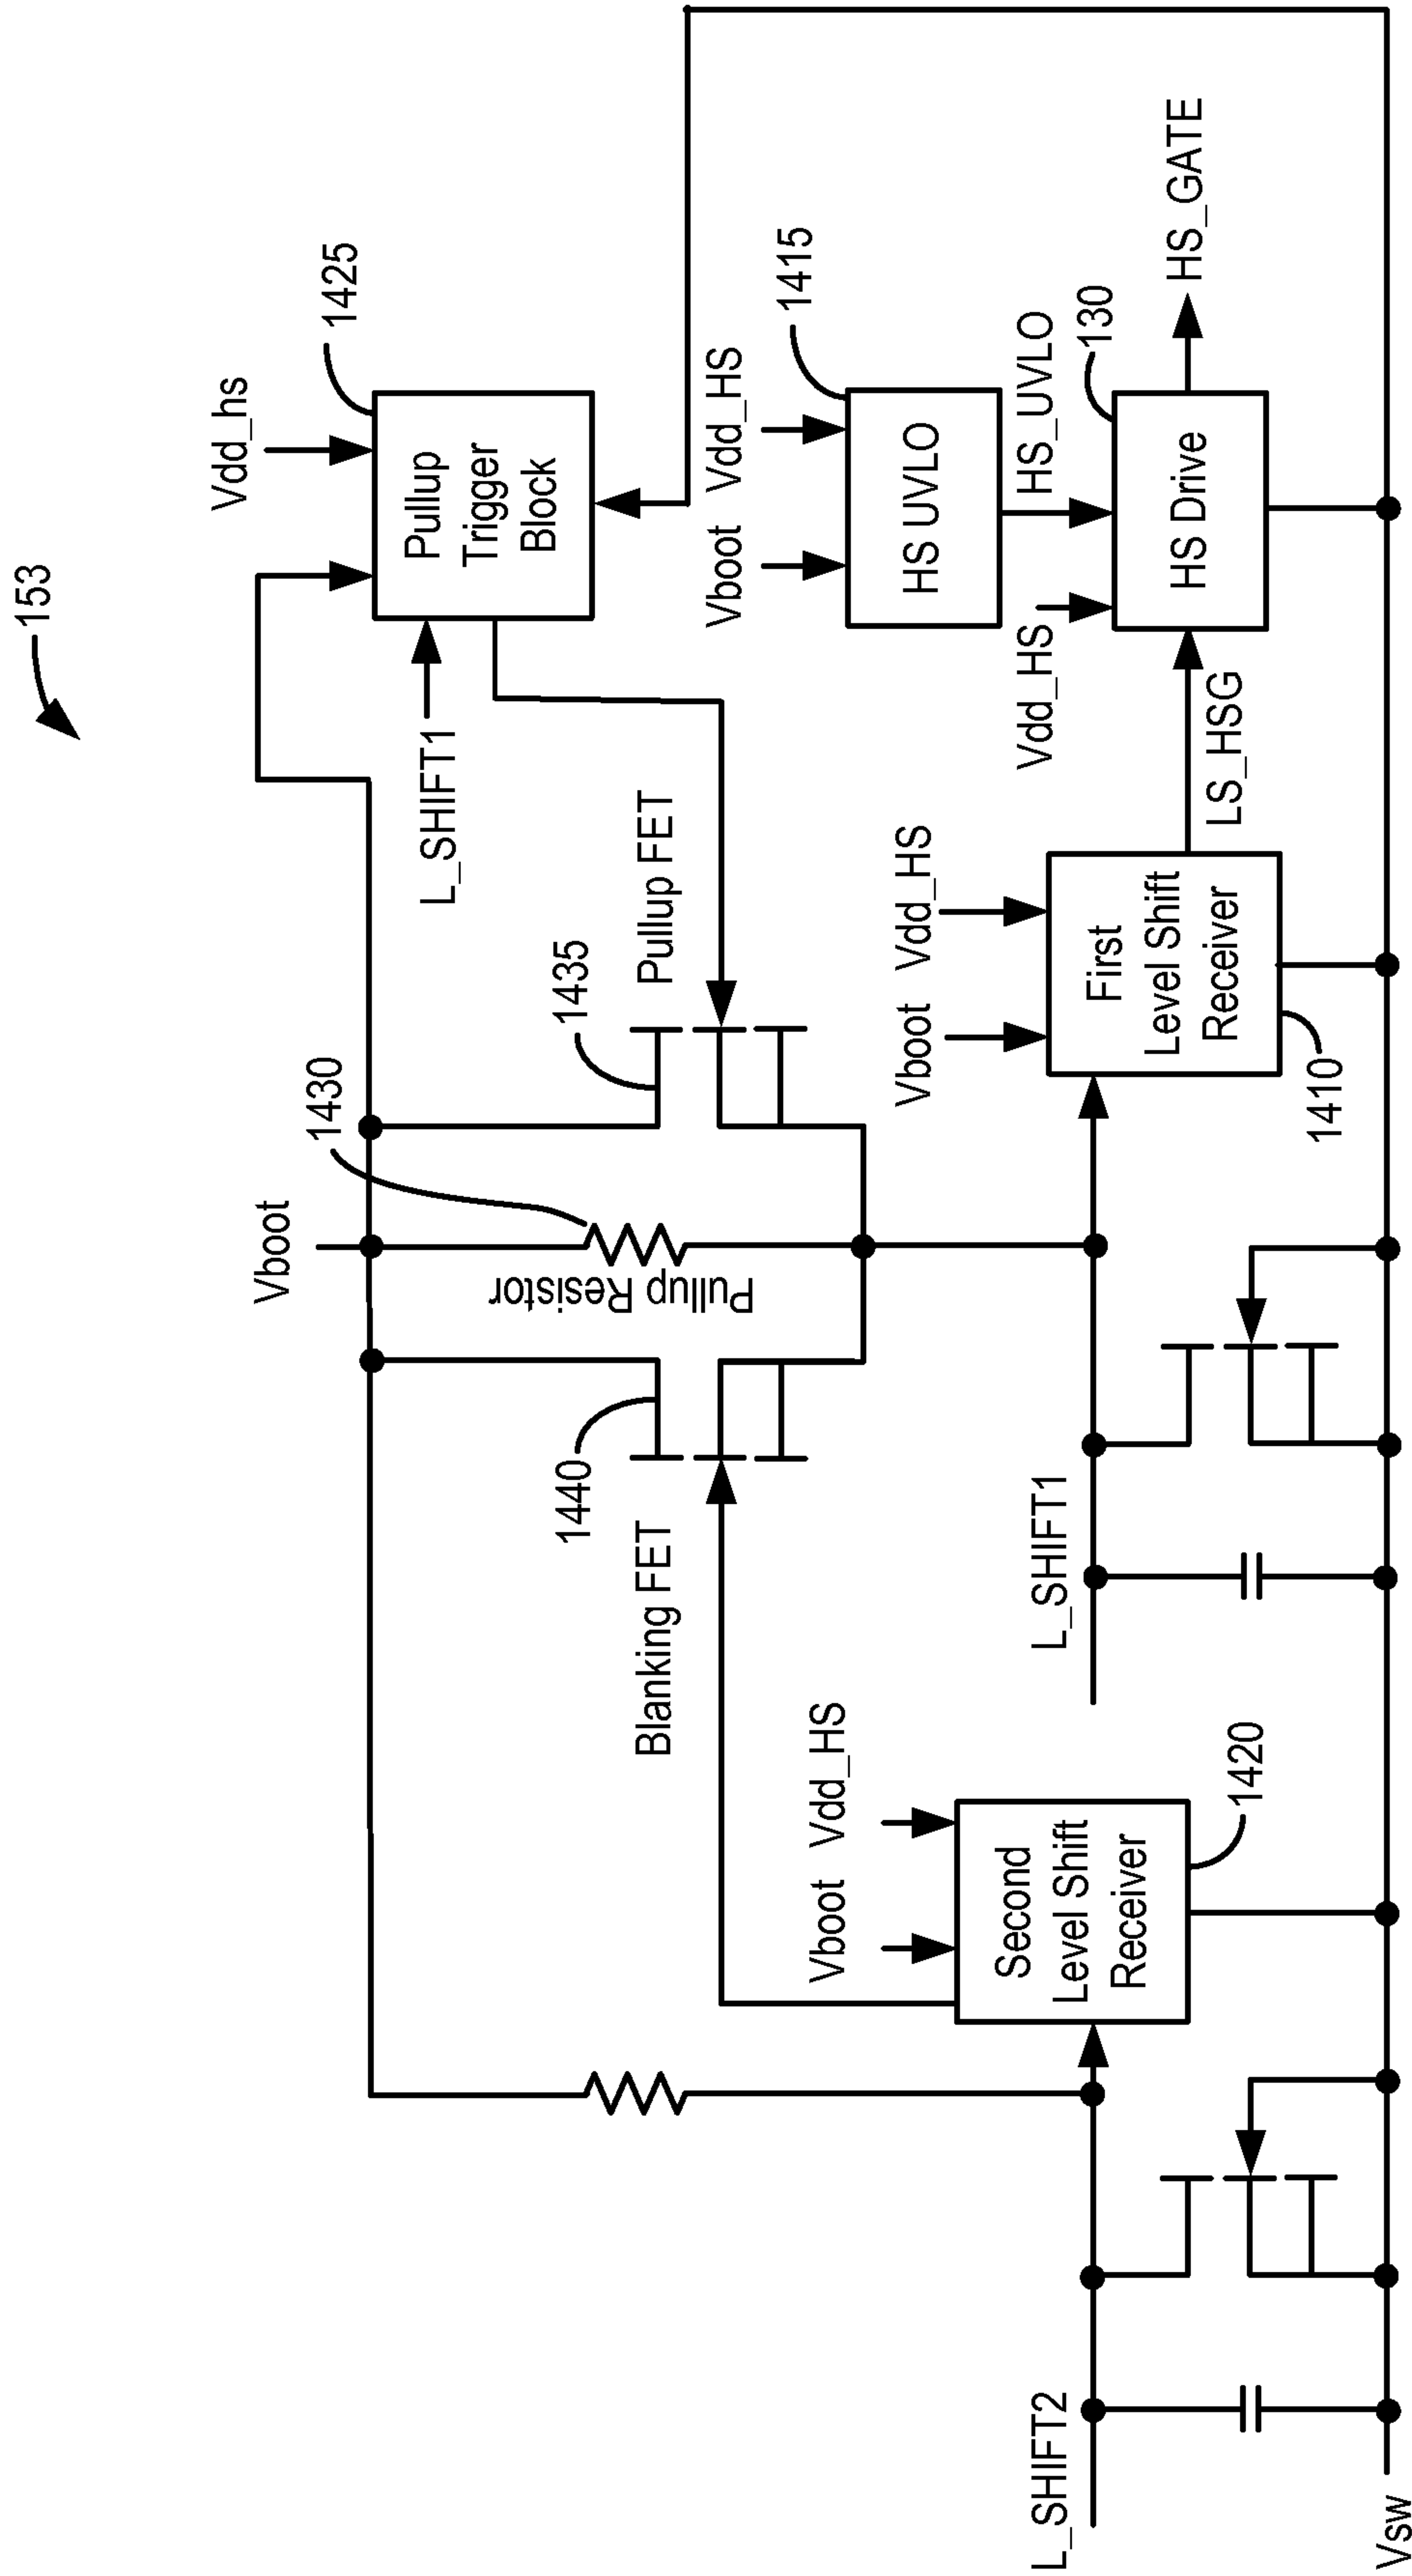 153
Vboot
1430
Pullup Resistor
1440
Blanking FET
1435
Pullup FET
Vdd_hs
1425
Pullup
Trigger
Block
L_SHIFT1
Vboot
Vdd_HS
Second
Level Shift
Receiver
1420
L_SHIFT2
L_SHIFT1
Vboot
Vdd_HS
First
Level Shift
Receiver
1410
LS_HSG
Vboot
Vdd_HS
1415
HS UVLO
HS_UVLO
Vdd_HS
130
HS Drive
HS_GATE
Vsw